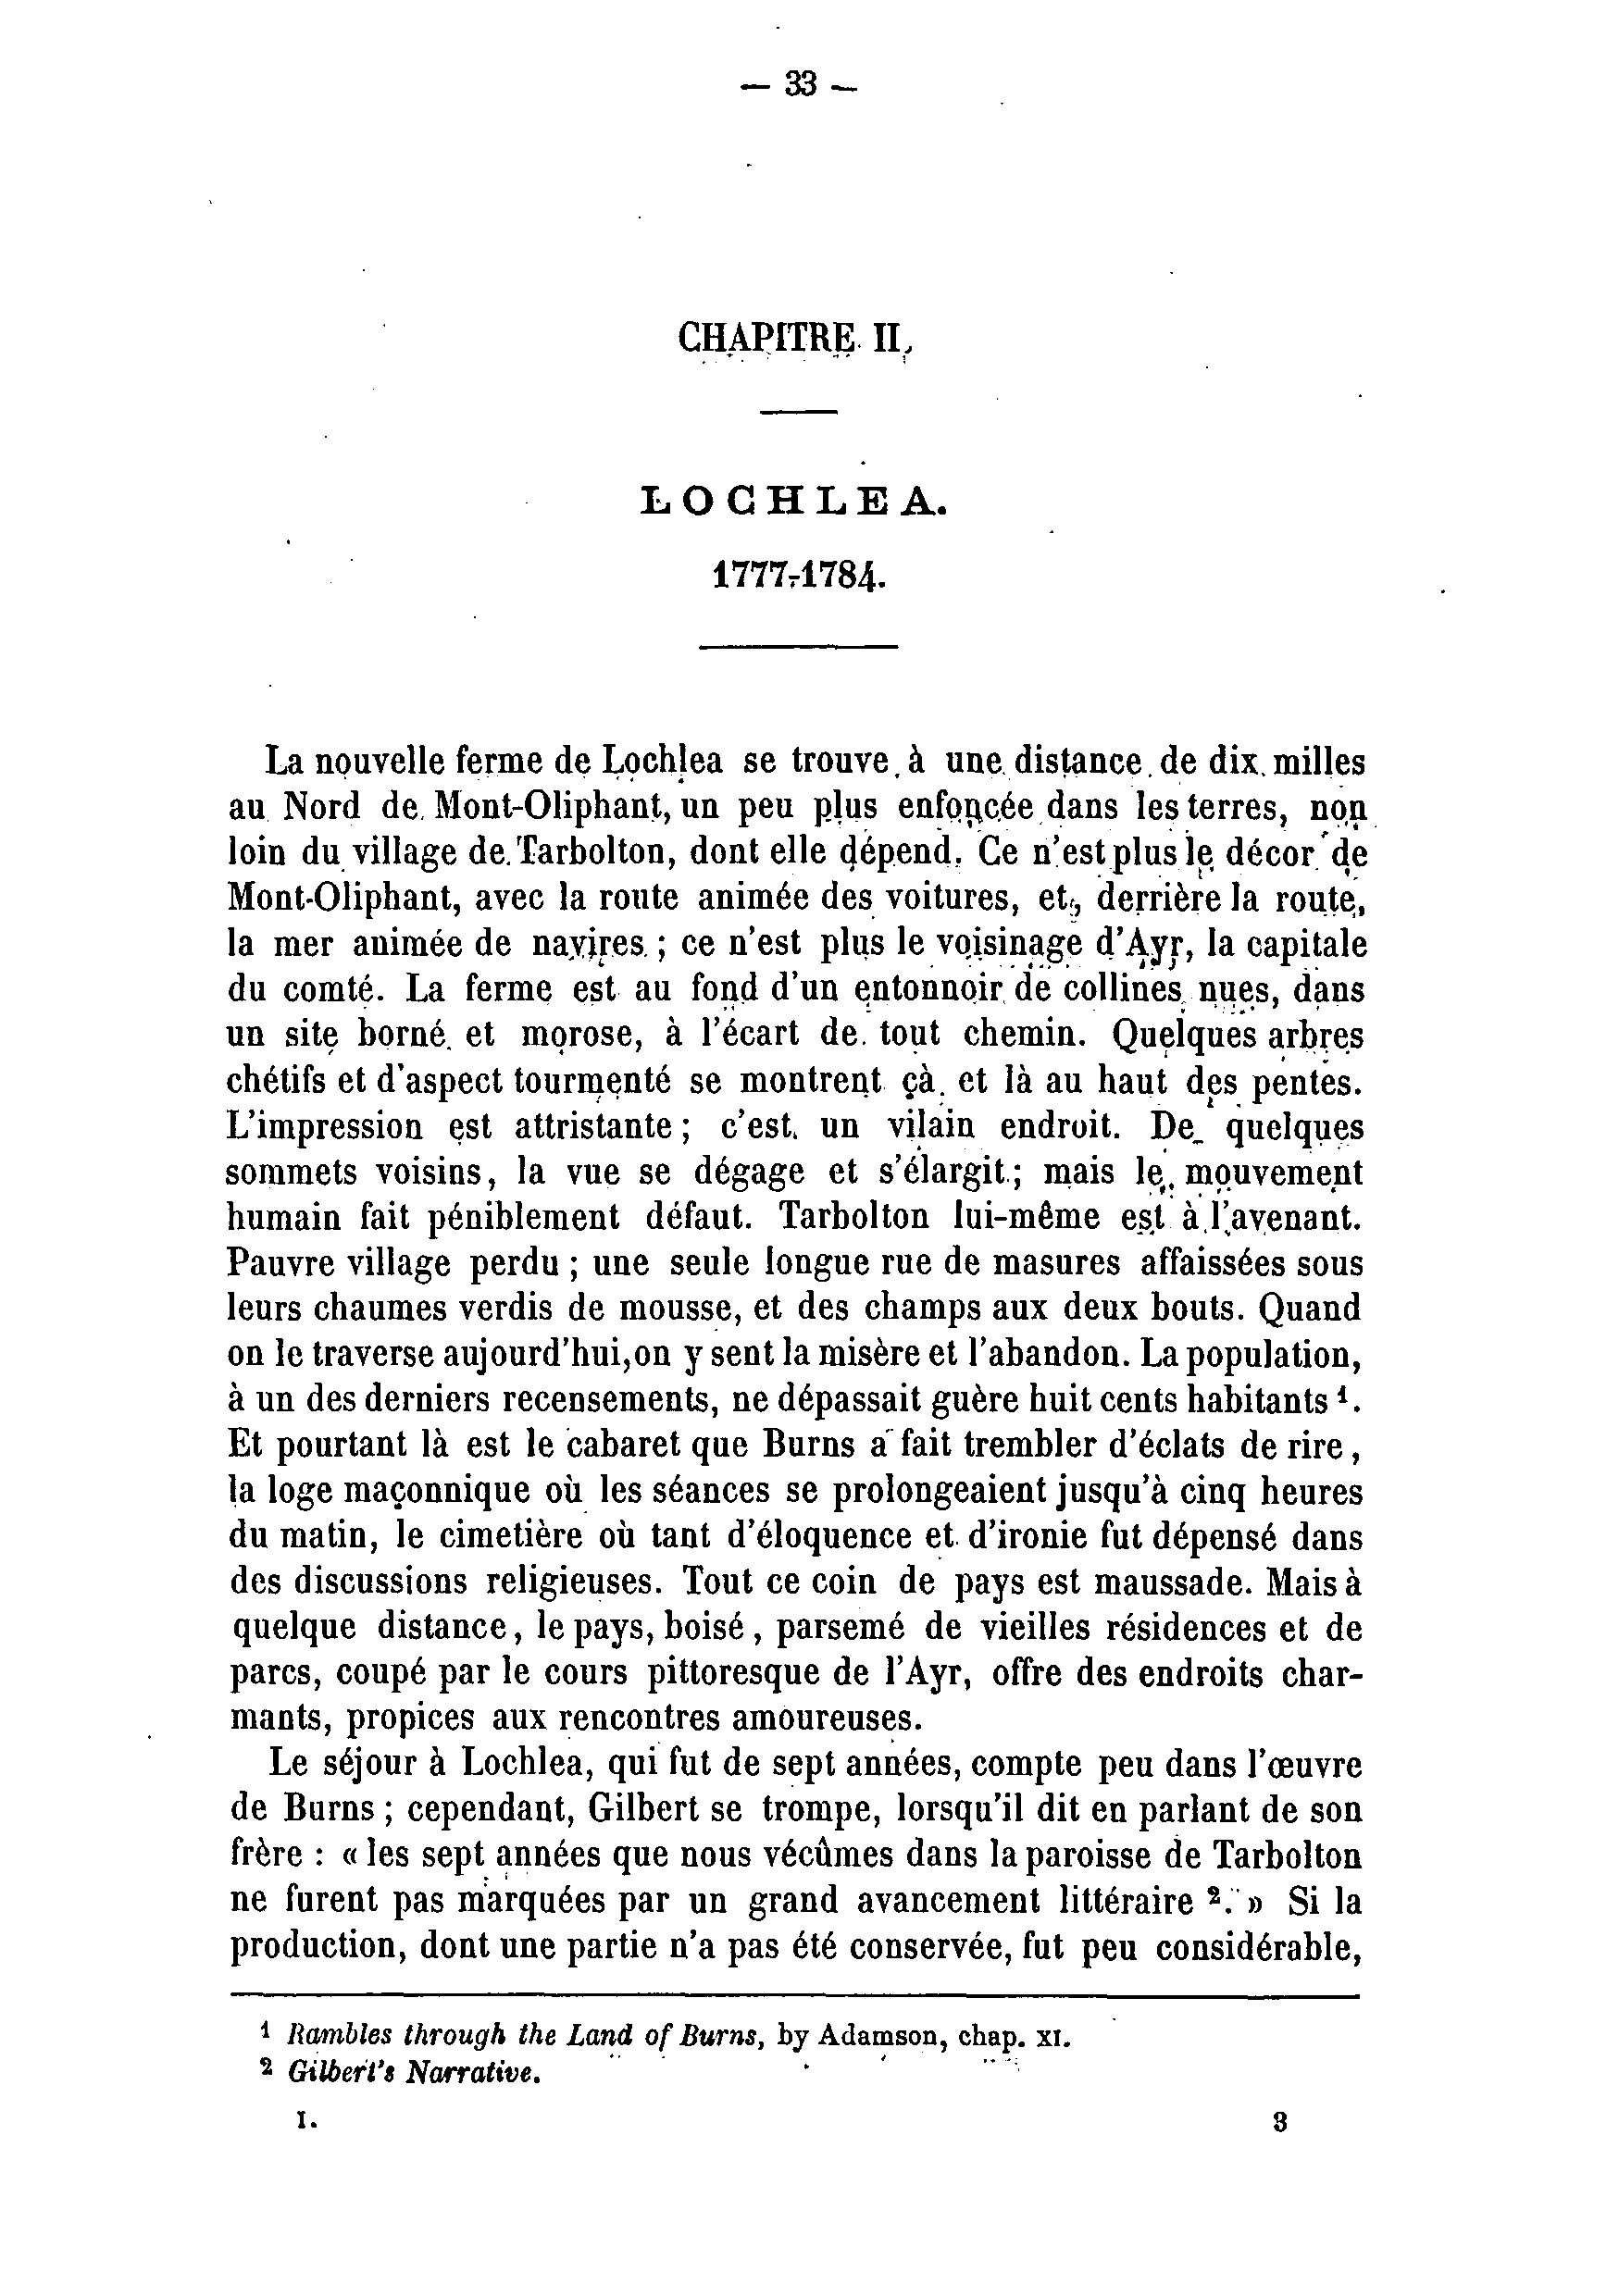 — 33 —
CHAPITRE II.
LOCHLEA.
1777-1784.
La nouvelle ferme de Lochlea se trouve à une distance de dix milles
au Nord de Mont-Oliphant, un peu plus enfoncée dans les terres, non
loin du village de Tarbolton, dont elle dépend. Ce n'est plus le décor de
Mont-Oliphant, avec la route animée des voitures, et, derrière la route,
la mer animée de navires ; ce n'est plus le voisinage d'Ayr, la capitale
du comté. La ferme est au fond d'un entonnoir de collines nues, dans
un site borné et morose, à l'écart de tout chemin. Quelques arbres
chétifs et d'aspect tourmenté se montrent çà et là au haut des pentes.
L'impression est attristante ; c'est un vilain endroit. De quelques
sommets voisins, la vue se dégage et s'élargit ; mais le mouvement
humain fait péniblement défaut. Tarbolton lui-même est à l'avenant.
Pauvre village perdu ; une seule longue rue de masures affaissées sous
leurs chaumes verdis de mousse, et des champs aux deux bouts. Quand
on le traverse aujourd'hui, on y sent la misère et l'abandon. La population,
à un des derniers recensements, ne dépassait guère huit cents habitants ¹.
Et pourtant là est le cabaret que Burns a fait trembler d'éclats de rire,
la loge maçonnique où les séances se prolongeaient jusqu'à cinq heures
du matin, le cimetière où tant d'éloquence et d'ironie fut dépensé dans
des discussions religieuses. Tout ce coin de pays est maussade. Mais à
quelque distance, le pays, boisé, parsemé de vieilles résidences et de
parcs, coupé par le cours pittoresque de l'Ayr, offre des endroits char-
mants, propices aux rencontres amoureuses.
Le séjour à Lochlea, qui fut de sept années, compte peu dans l'œuvre
de Burns ; cependant, Gilbert se trompe, lorsqu'il dit en parlant de son
frère : « les sept années que nous vécûmes dans la paroisse de Tarbolton
ne furent pas marquées par un grand avancement littéraire ². » Si la
production, dont une partie n'a pas été conservée, fut peu considérable,
¹ Rambles through the Land of Burns, by Adamson, chap. XI.
² Gilbert's Narrative.
I. 3